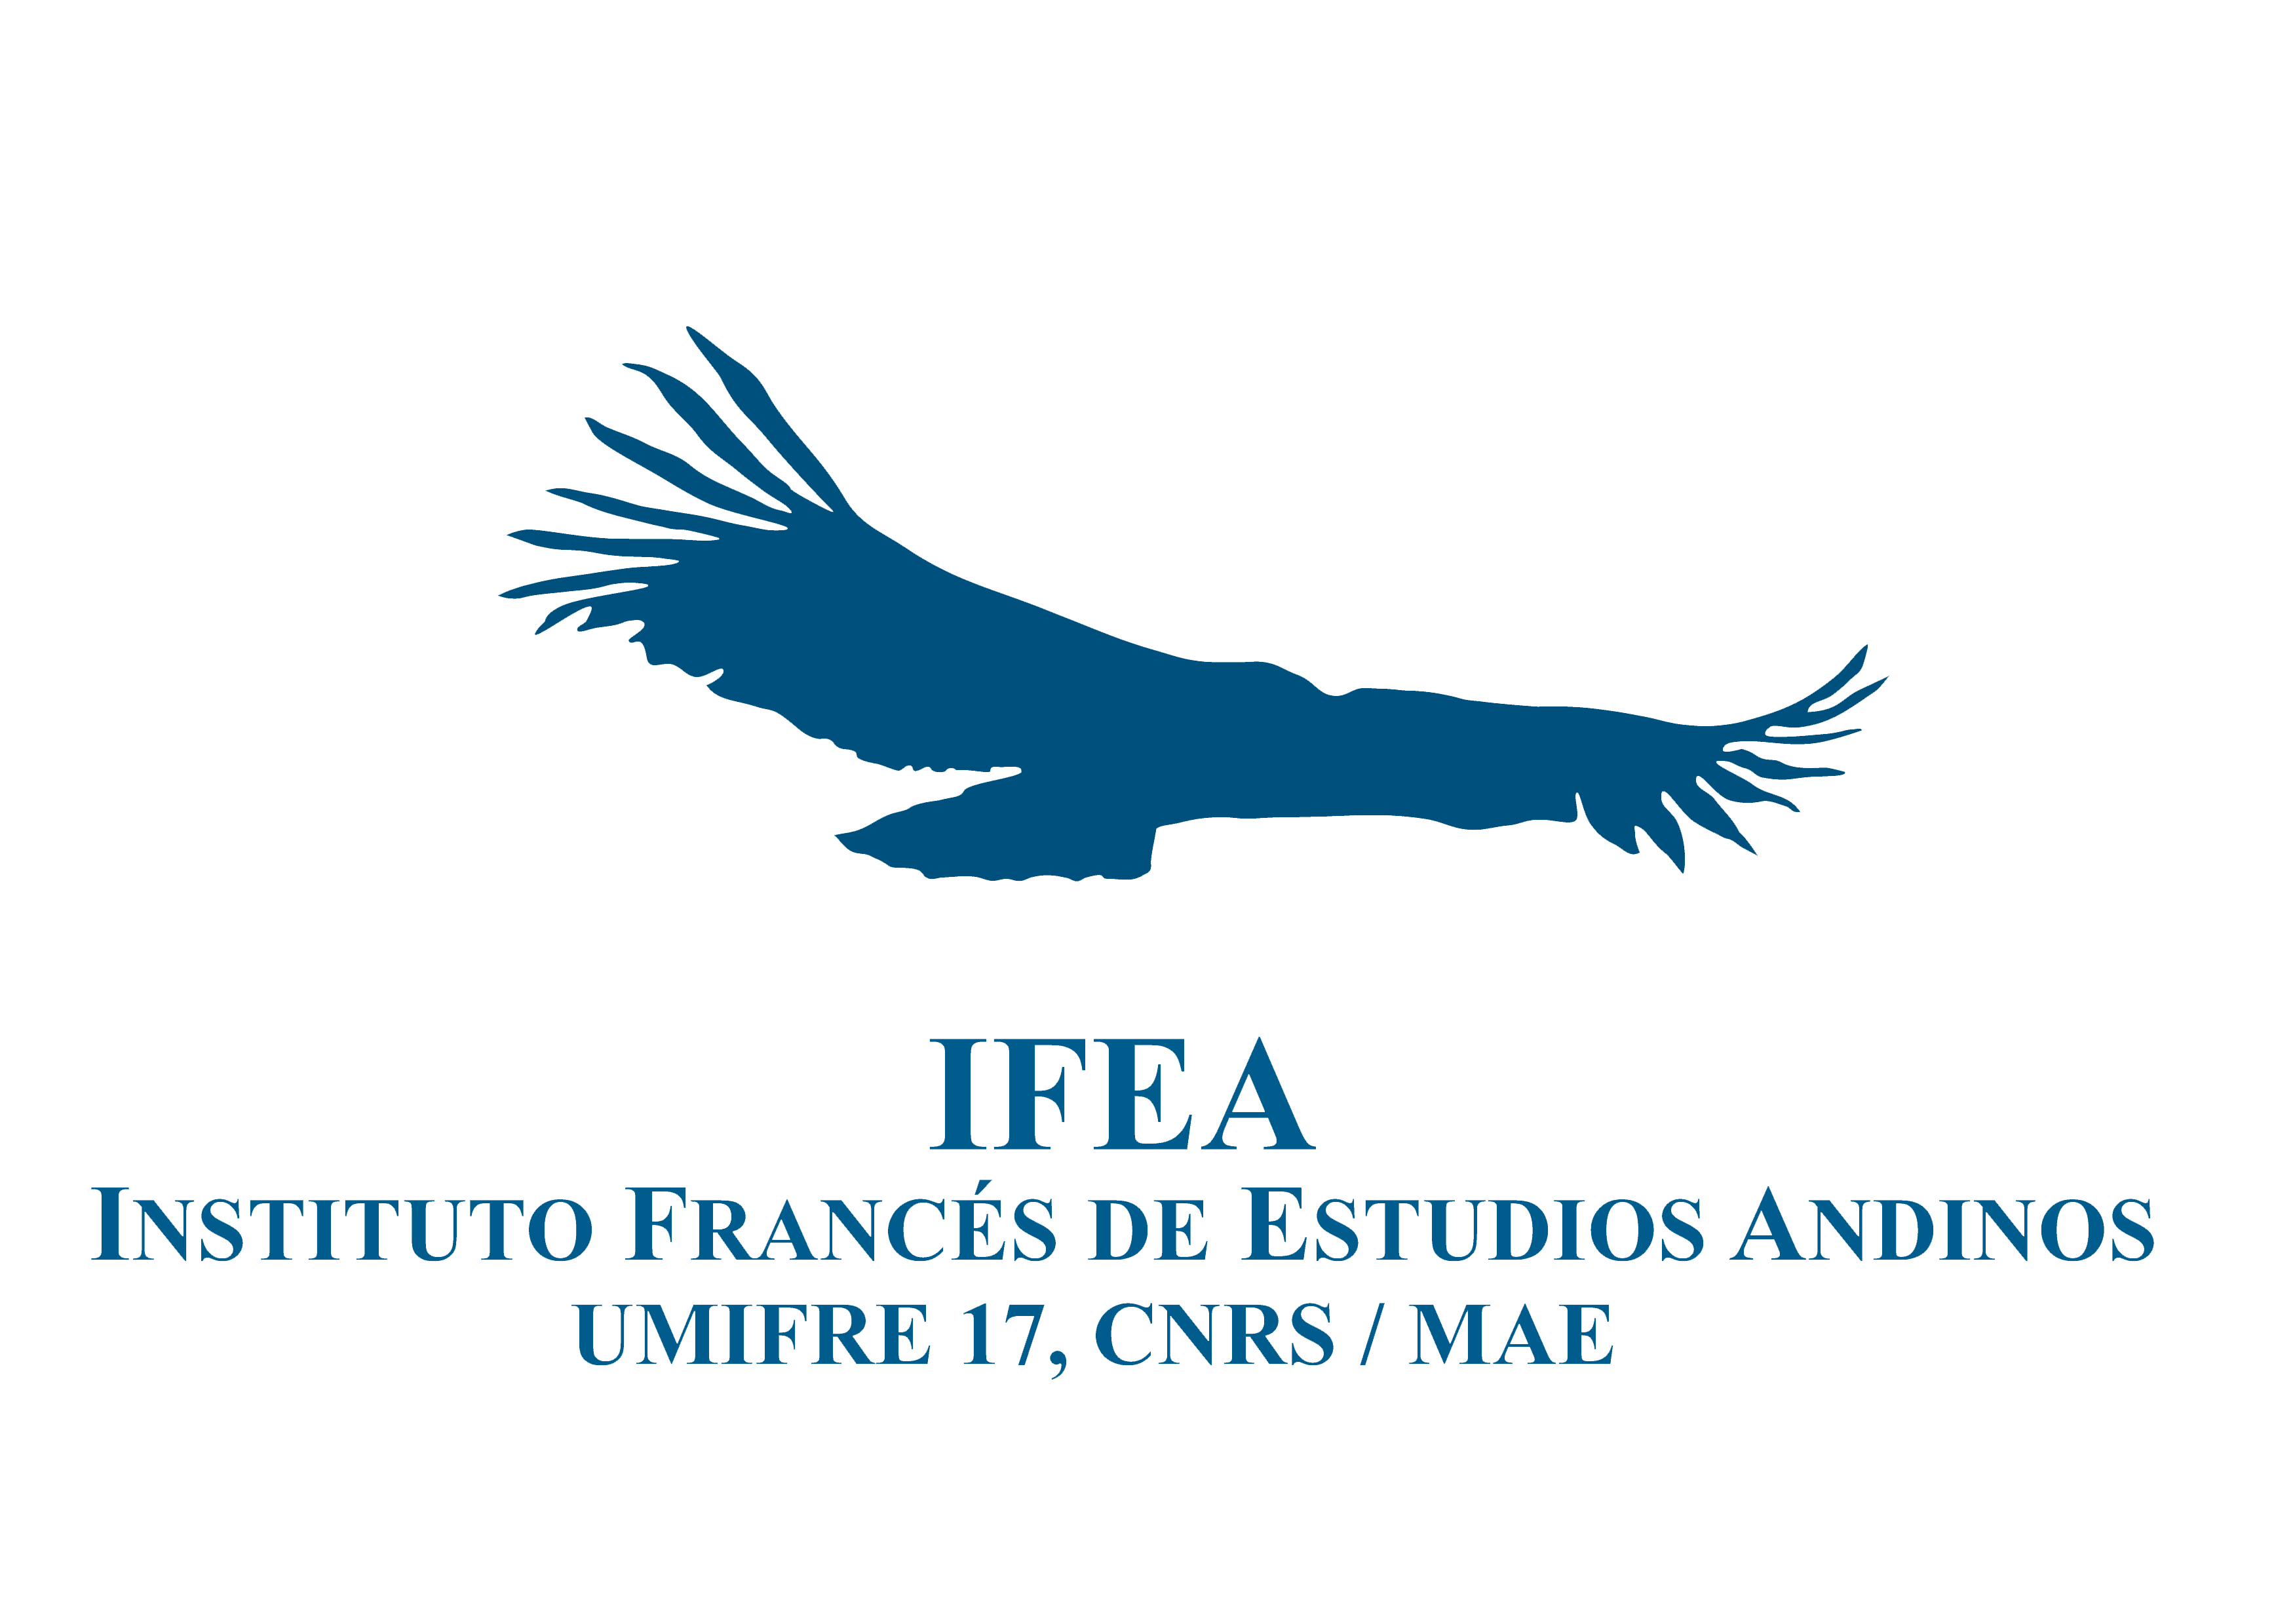 IFEA
INSTITUTO FRANCÉS DE ESTUDIOS ANDINOS
UMIFRE 17, CNRS / MAE